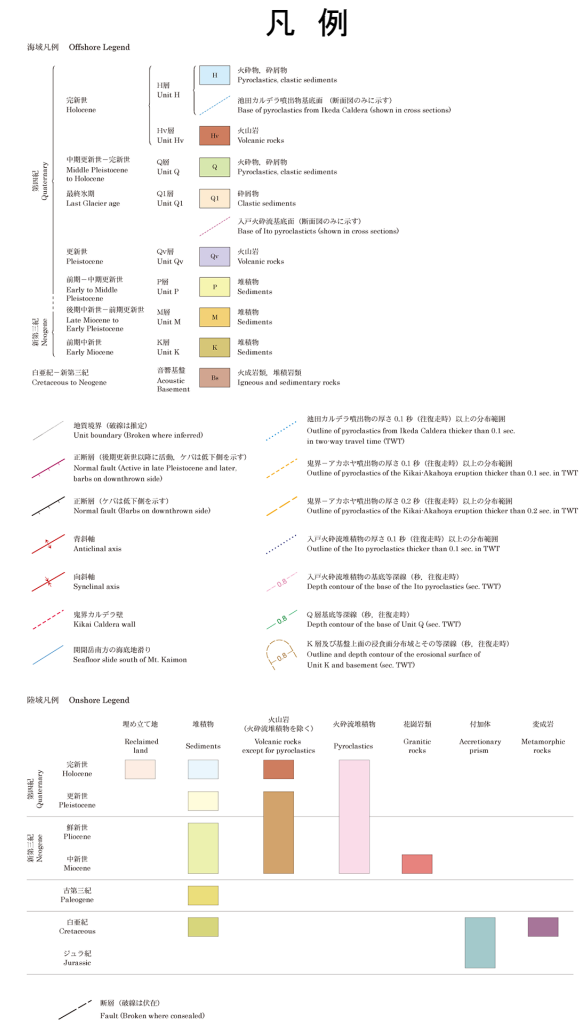 凡 例
海域凡例 Offshore Legend
第四紀
Quaternary
完新世
Holocene
H層
Unit H
H
火砕物，砕屑物
Pyroclastics, clastic sediments
池田カルデラ噴出物基底面 （断面図のみに示す）
Base of pyroclastics from Ikeda Caldera (shown in cross sections)
Hv層
Unit Hv
Hv
火山岩
Volcanic rocks
中期更新世－完新世
Middle Pleistocene
to Holocene
Q層
Unit Q
Q
火砕物，砕屑物
Pyroclastics, clastic sediments
最終氷期
Last Glacier age
Q1層
Unit Q1
Q1
砕屑物
Clastic sediments
入戸火砕流基底面（断面図のみに示す）
Base of Ito pyroclasticts (shown in cross sections)
更新世
Pleistocene
Qv層
Unit Qv
Qv
火山岩
Volcanic rocks
前期－中期更新世
Early to Middle
Pleistocene
P層
Unit P
P
堆積物
Sediments
新第三紀
Neogene
後期中新世－前期更新世
Late Miocene to
Early Pleistocene
M層
Unit M
M
堆積物
Sediments
前期中新世
Early Miocene
K層
Unit K
K
堆積物
Sediments
白亜紀－新第三紀
Cretaceous to Neogene
音響基盤
Acoustic
Basement
Bs
火成岩類，堆積岩類
Igneous and sedimentary rocks
地質境界（破線は推定）
Unit boundary (Broken where inferred)
正断層（後期更新世以降に活動，ケバは低下側を示す）
Normal fault (Active in late Pleistocene and later,
barbs on downthrown side)
正断層（ケバは低下側を示す）
Normal fault (Barbs on downthrown side)
背斜軸
Anticlinal axis
向斜軸
Synclinal axis
鬼界カルデラ壁
Kikai Caldera wall
開聞岳南方の海底地滑り
Seafloor slide south of Mt. Kaimon
池田カルデラ噴出物の厚さ 0.1 秒（往復走時）以上の分布範囲
Outline of pyroclastics from Ikeda Caldera thicker than 0.1 sec.
in two-way travel time (TWT)
鬼界－アカホヤ噴出物の厚さ 0.1 秒（往復走時）以上の分布範囲
Outline of pyroclastics of the Kikai-Akahoya eruption thicker than 0.1 sec. in TWT
鬼界－アカホヤ噴出物の厚さ 0.2 秒（往復走時）以上の分布範囲
Outline of pyroclastics of the Kikai-Akahoya eruption thicker than 0.2 sec. in TWT
入戸火砕流堆積物の厚さ 0.1 秒（往復走時）以上の分布範囲
Outline of the Ito pyroclastics thicker than 0.1 sec. in TWT
0.8
入戸火砕流堆積物の基底等深線（秒，往復走時）
Depth contour of the base of the Ito pyroclastics (sec. TWT)
0.8
Q 層基底等深線（秒，往復走時）
Depth contour of the base of Unit Q (sec. TWT)
0.8
K 層及び基盤上面の浸食面分布域とその等深線（秒，往復走時）
Outline and depth contour of the erosional surface of
Unit K and basement (sec. TWT)
陸域凡例 Onshore Legend
埋め立て地
Reclaimed
land
堆積物
Sediments
火山岩
（火砕流堆積物を除く）
Volcanic rocks
except for pyroclastics
火砕流堆積物
Pyroclastics
花崗岩類
Granitic
rocks
付加体
Accretionary
prism
変成岩
Metamorphic
rocks
第四紀
Quaternary
完新世
Holocene
更新世
Pleistocene
新第三紀
Neogene
鮮新世
Pliocene
中新世
Miocene
古第三紀
Paleogene
白亜紀
Cretaceous
ジュラ紀
Jurassic
断層（破線は伏在）
Fault (Broken where consealed)